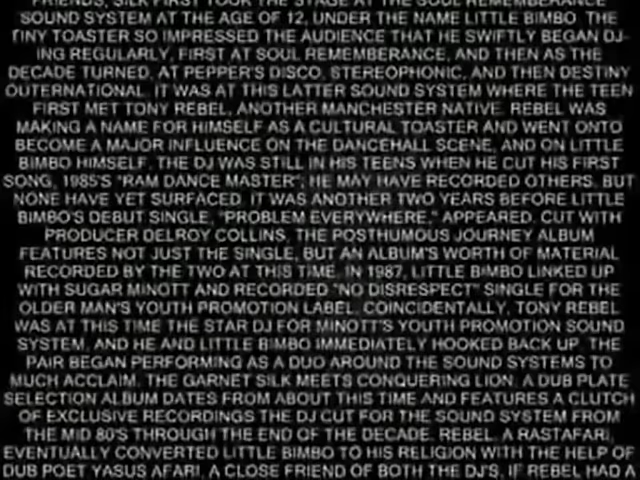 FRIENDS, SILK FIRST TOOK THE STAGE AT THE SOUL REMEMBERANCE
SOUND SYSTEM AT THE AGE OF 12, UNDER THE NAME LITTLE BIMBO. THE
TINY TOASTER SO IMPRESSED THE AUDIENCE THAT HE SWIFTLY BEGAN DJ-
ING REGULARLY, FIRST AT SOUL REMEMBERANCE, AND THEN AS THE
DECADE TURNED, AT PEPPER'S DISCO, STEREOPHONIC, AND THEN DESTINY
OUTERNATIONAL. IT WAS AT THIS LATTER SOUND SYSTEM WHERE THE TEEN
FIRST MET TONY REBEL, ANOTHER MANCHESTER NATIVE. REBEL WAS
MAKING A NAME FOR HIMSELF AS A CULTURAL TOASTER AND WENT ONTO
BECOME A MAJOR INFLUENCE ON THE DANCEHALL SCENE, AND ON LITTLE
BIMBO HIMSELF. THE DJ WAS STILL IN HIS TEENS WHEN HE CUT HIS FIRST
SONG, 1985'S "RAM DANCE MASTER"; HE MAY HAVE RECORDED OTHERS, BUT
NONE HAVE YET SURFACED. IT WAS ANOTHER TWO YEARS BEFORE LITTLE
BIMBO'S DEBUT SINGLE, "PROBLEM EVERYWHERE," APPEARED. CUT WITH
PRODUCER DELROY COLLINS, THE POSTHUMOUS JOURNEY ALBUM
FEATURES NOT JUST THE SINGLE, BUT AN ALBUM'S WORTH OF MATERIAL
RECORDED BY THE TWO AT THIS TIME. IN 1987, LITTLE BIMBO LINKED UP
WITH SUGAR MINOTT AND RECORDED "NO DISRESPECT" SINGLE FOR THE
OLDER MAN'S YOUTH PROMOTION LABEL. COINCIDENTALLY, TONY REBEL
WAS AT THIS TIME THE STAR DJ FOR MINOTT'S YOUTH PROMOTION SOUND
SYSTEM, AND HE AND LITTLE BIMBO IMMEDIATELY HOOKED BACK UP. THE
PAIR BEGAN PERFORMING AS A DUO AROUND THE SOUND SYSTEMS TO
MUCH ACCLAIM. THE GARNET SILK MEETS CONQUERING LION: A DUB PLATE
SELECTION ALBUM DATES FROM ABOUT THIS TIME AND FEATURES A CLUTCH
OF EXCLUSIVE RECORDINGS THE DJ CUT FOR THE SOUND SYSTEM FROM
THE MID 80'S THROUGH THE END OF THE DECADE. REBEL, A RASTAFARI,
EVENTUALLY CONVERTED LITTLE BIMBO TO HIS RELIGION WITH THE HELP OF
DUB POET YASUS AFARI, A CLOSE FRIEND OF BOTH THE DJ'S. IF REBEL HAD A